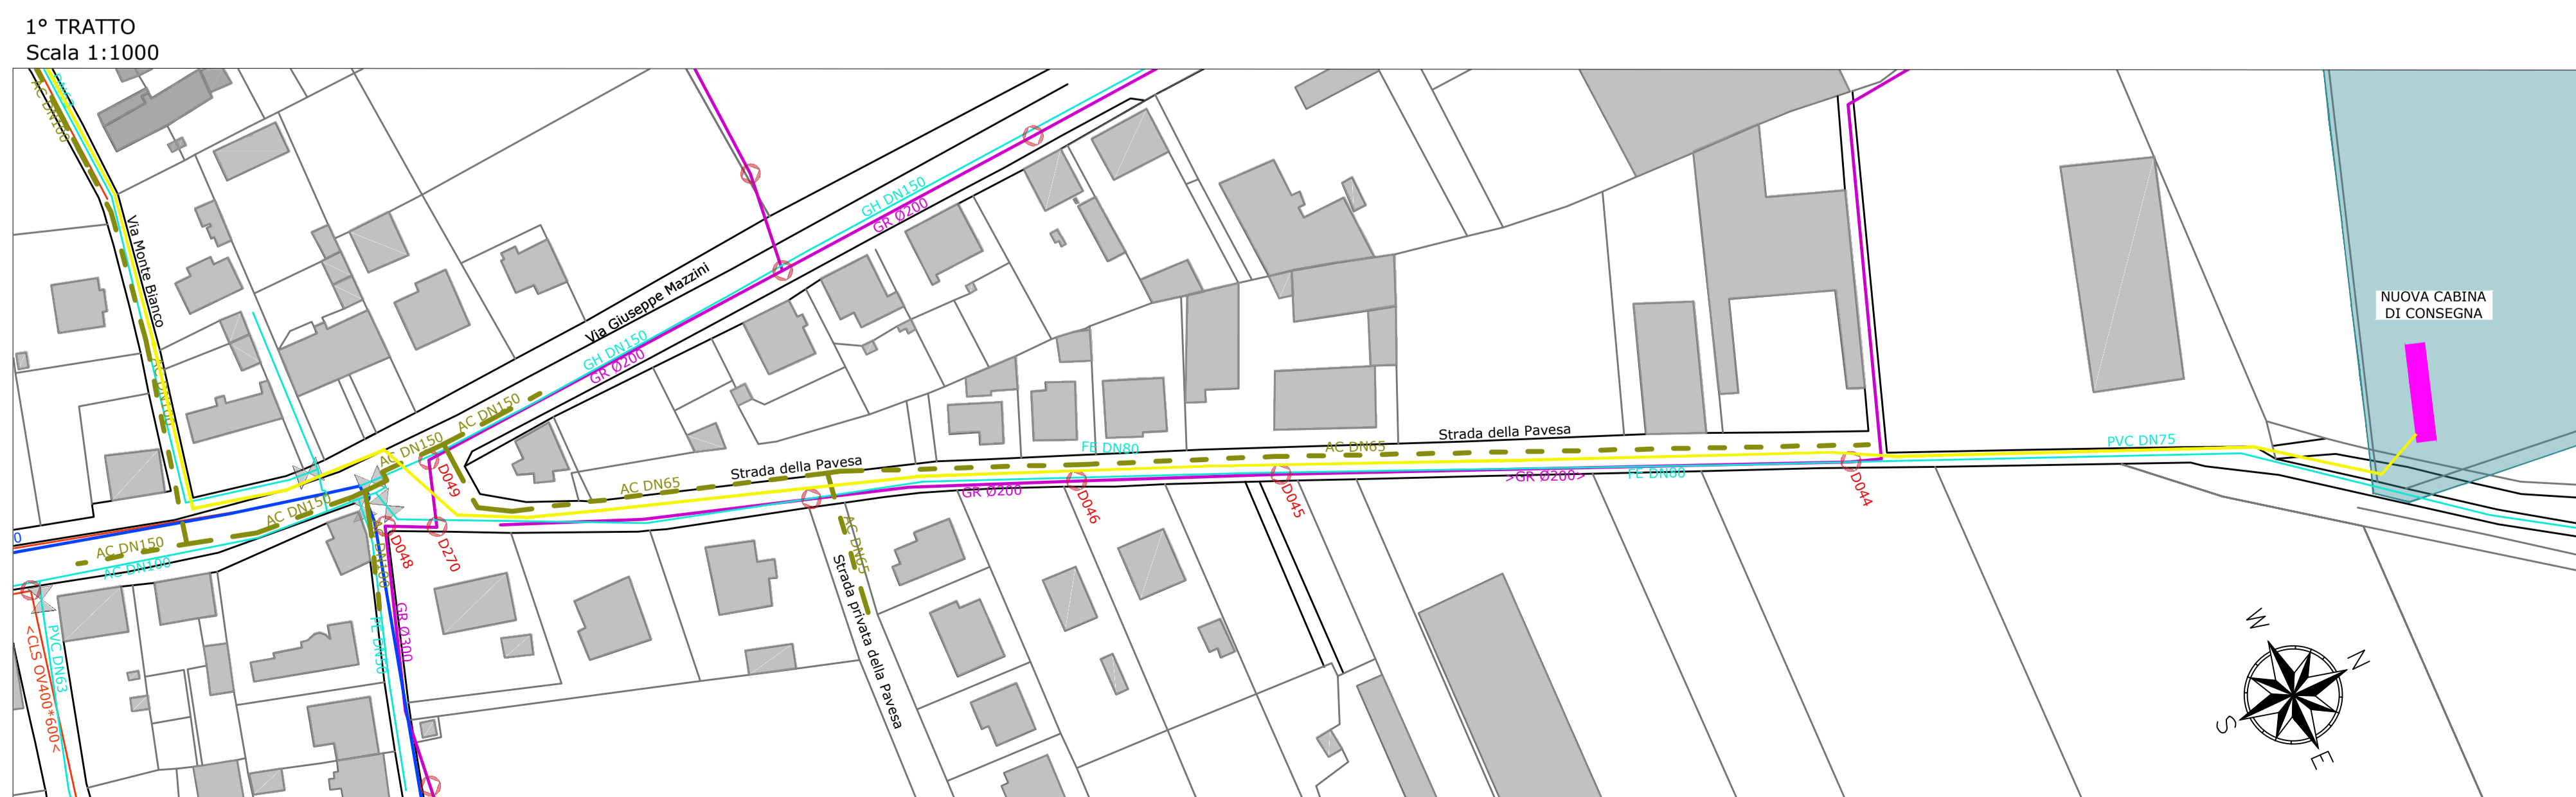 1° TRATTO
Scala 1:1000
AC DN100
Via Monte Bianco
GH DN150
GR Ø200
Via Giuseppe Mazzini
GH DN150
GR Ø200
NUOVA CABINA
DI CONSEGNA
AC DN150
AC DN150
D049
Strada della Pavesa
AC DN65
FE DN80
AC DN65
Strada della Pavesa
PVC DN75
GR Ø200
D046
D045
>GR Ø200>
FE DN80
D044
AC DN150
AC DN150
AC DN100
0
D048
D270
AC DN65
Strada privata della Pavesa
GR Ø300
PVC DN63
<CLS OV400*600<
W
N
S
E